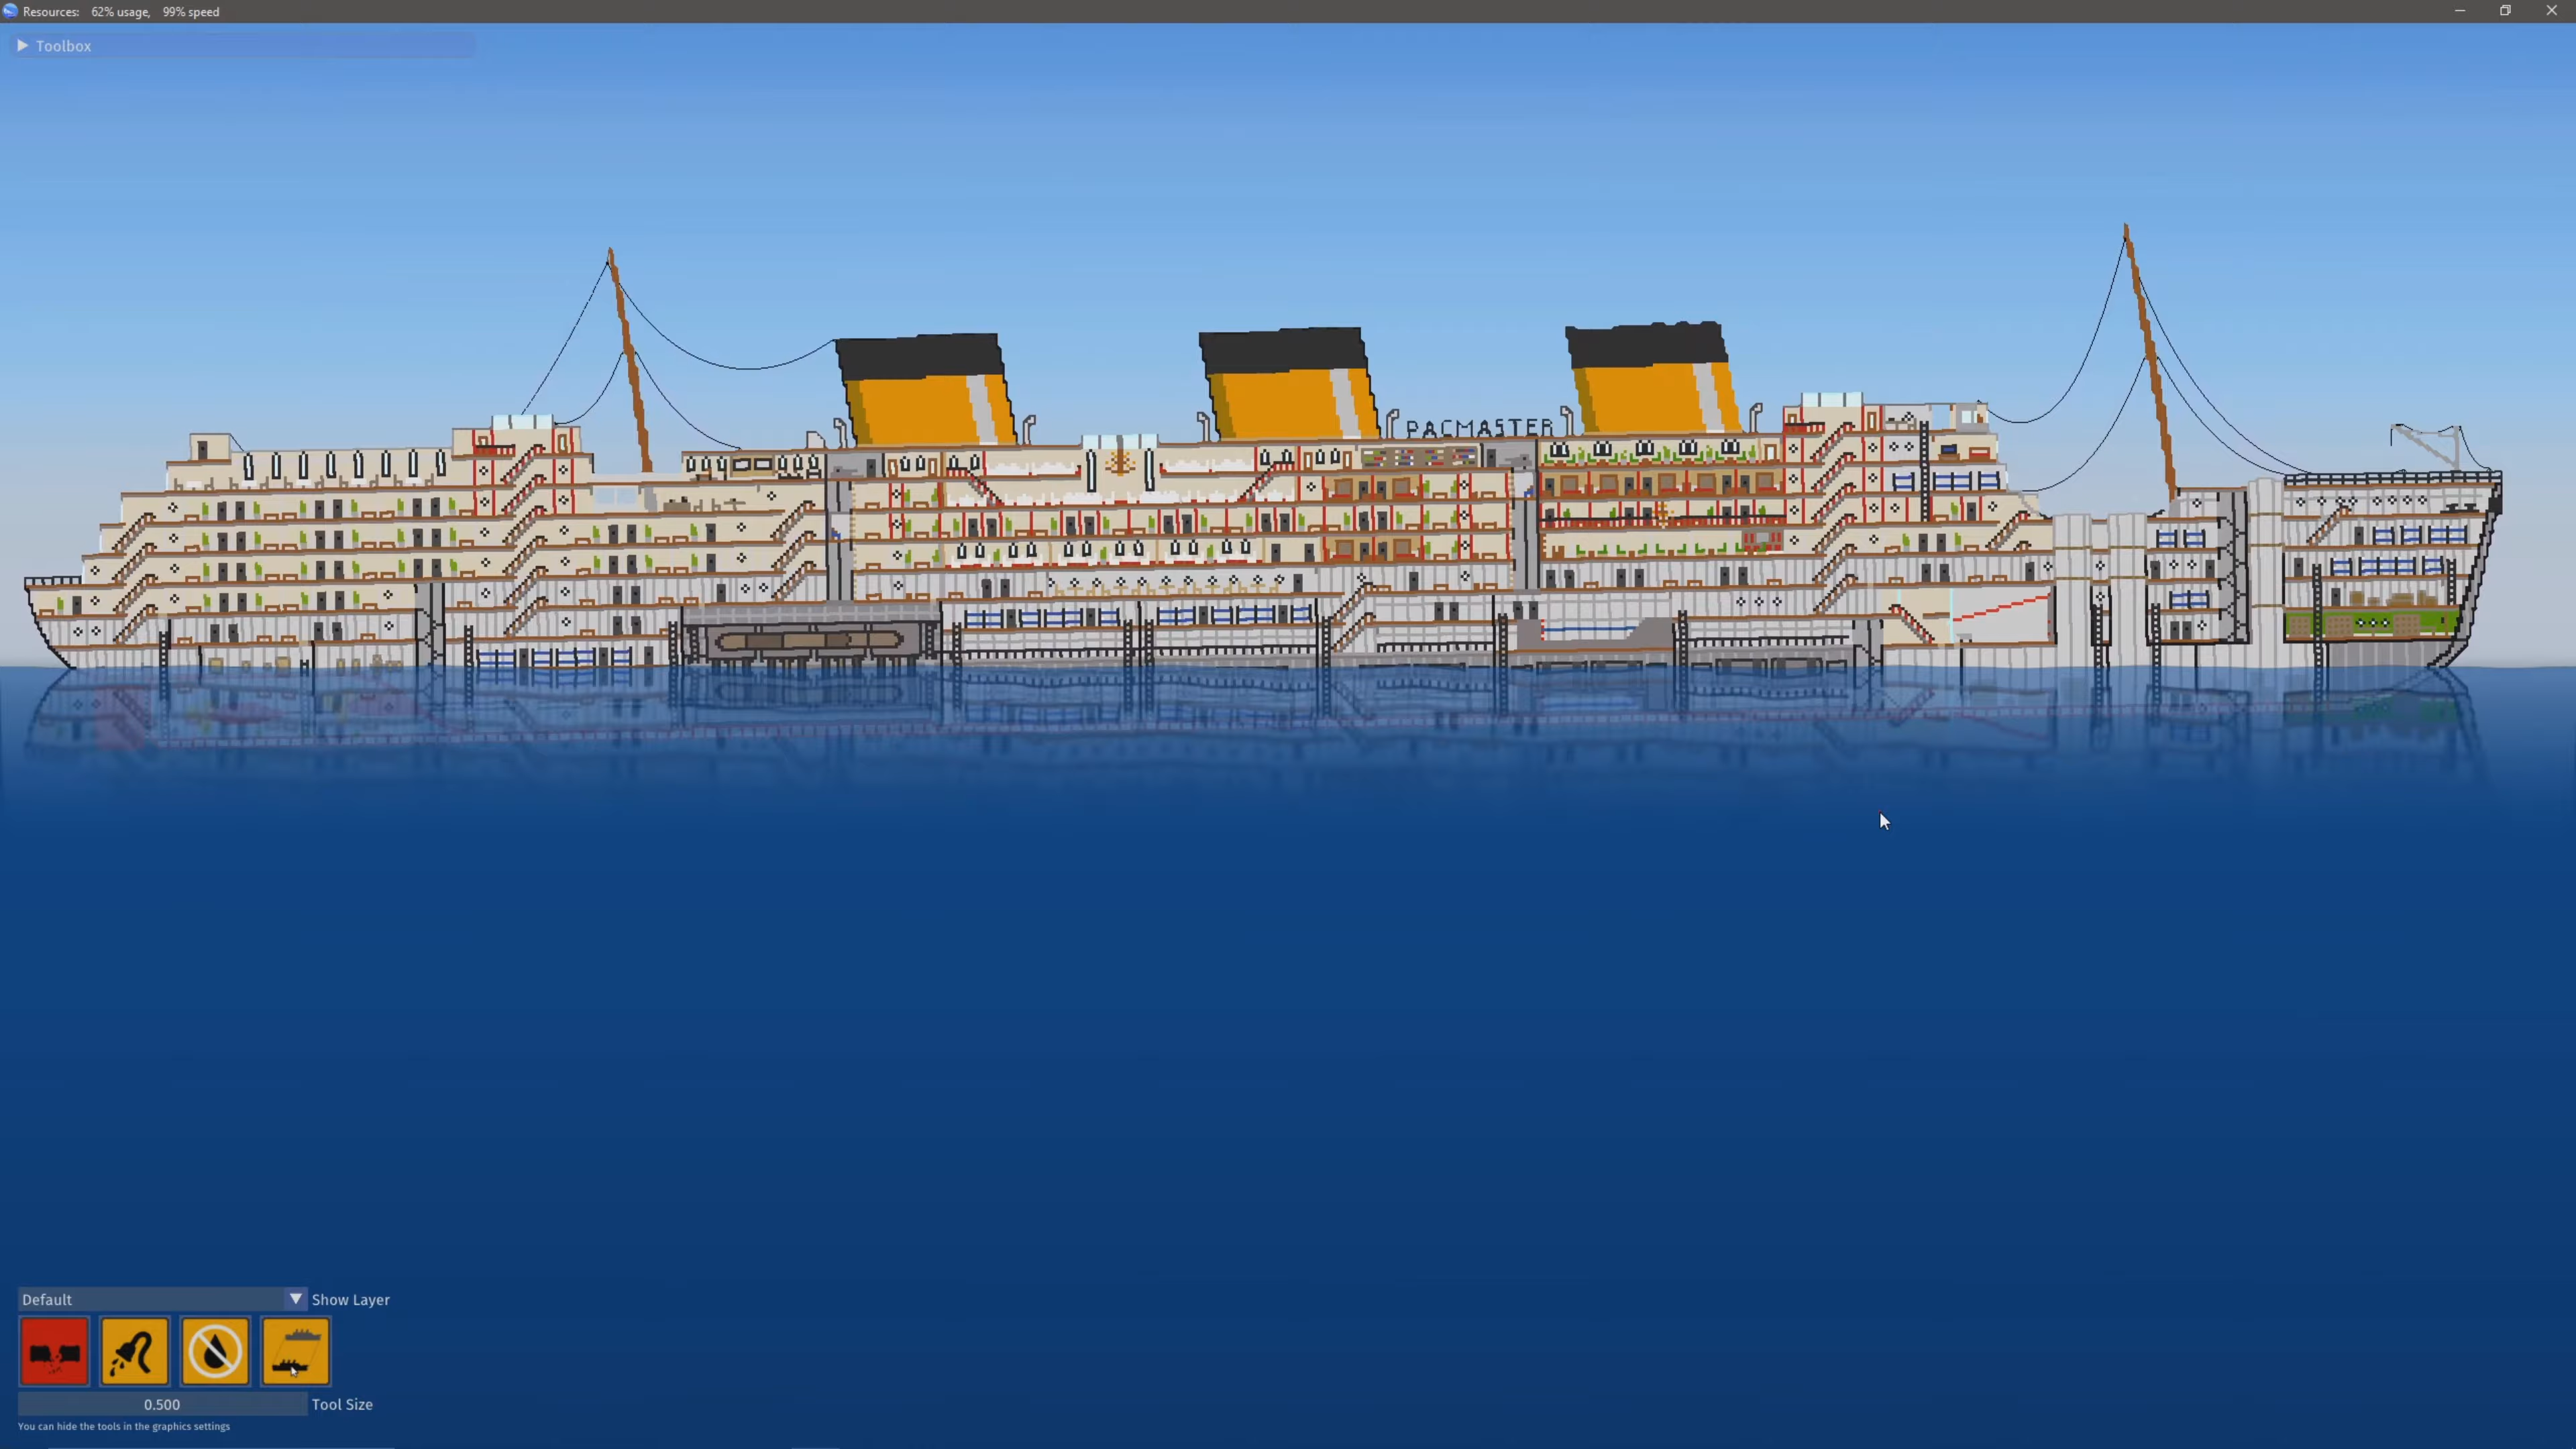 Resources: 62% usage, 99% speed
Toolbox
PACMASTER
Default
Show Layer
0.500
Tool Size
You can hide the tools in the graphics settings